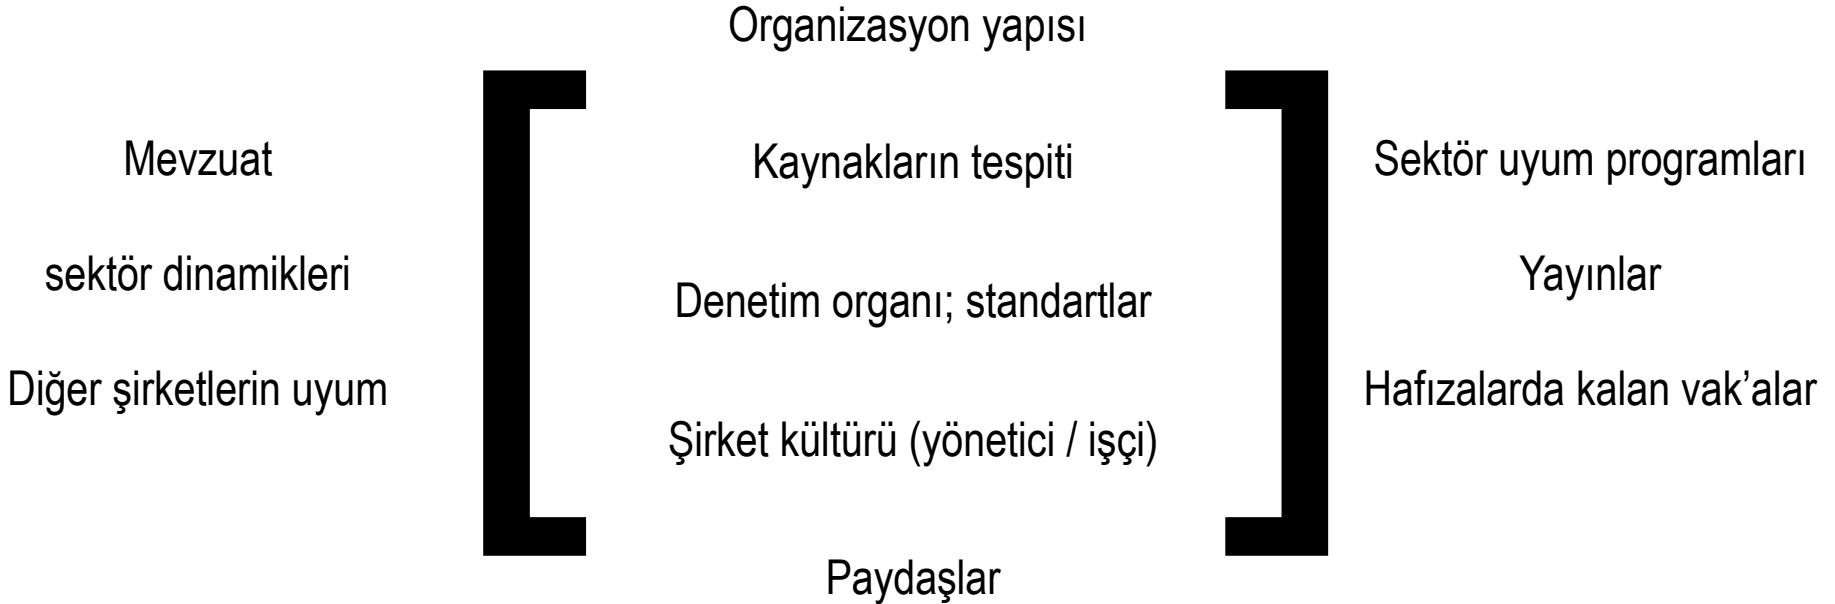 Organizasyon yapısı
Mevzuat
sektör dinamikleri
Diğer şirketlerin uyum
Kaynakların tespiti
Denetim organı; standartlar
Şirket kültürü (yönetici / işçi)
Paydaşlar
Sektör uyum programları
Yayınlar
Hafızalarda kalan vak’alar